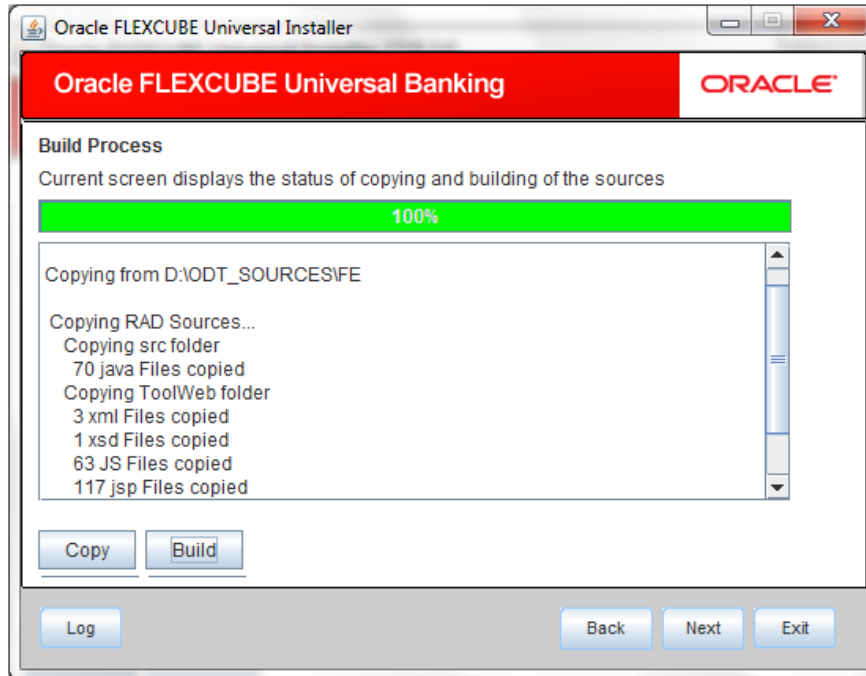 Oracle FLEXCUBE Universal Installer
Oracle FLEXCUBE Universal Banking
ORACLE
Build Process
Current screen displays the status of copying and building of the sources
100%
Copying from D:\ODT_SOURCES\FE
Copying RAD Sources...
Copying src folder
70 java Files copied
Copying ToolWeb folder
3 xml Files copied
1 xsd Files copied
63 JS Files copied
117 jsp Files copied
Copy Build
Log Back Next Exit